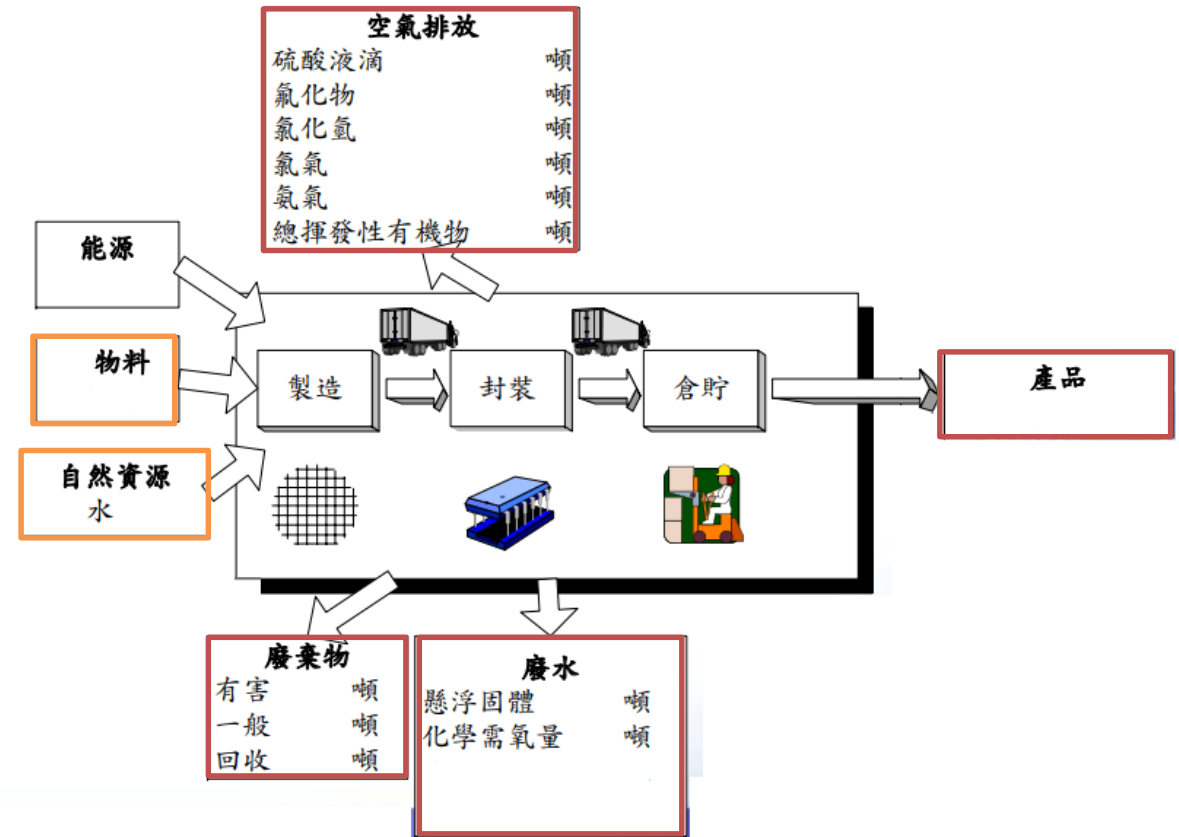 空氣排放
硫酸液滴 噸
氟化物 噸
氯化氫 噸
氯氣 噸
氨氣 噸
總揮發性有機物 噸
能源
物料
自然資源
水
製造
封裝
倉貯
產品
廢棄物
有害 噸
一般 噸
回收 噸
廢水
懸浮固體 噸
化學需氧量 噸